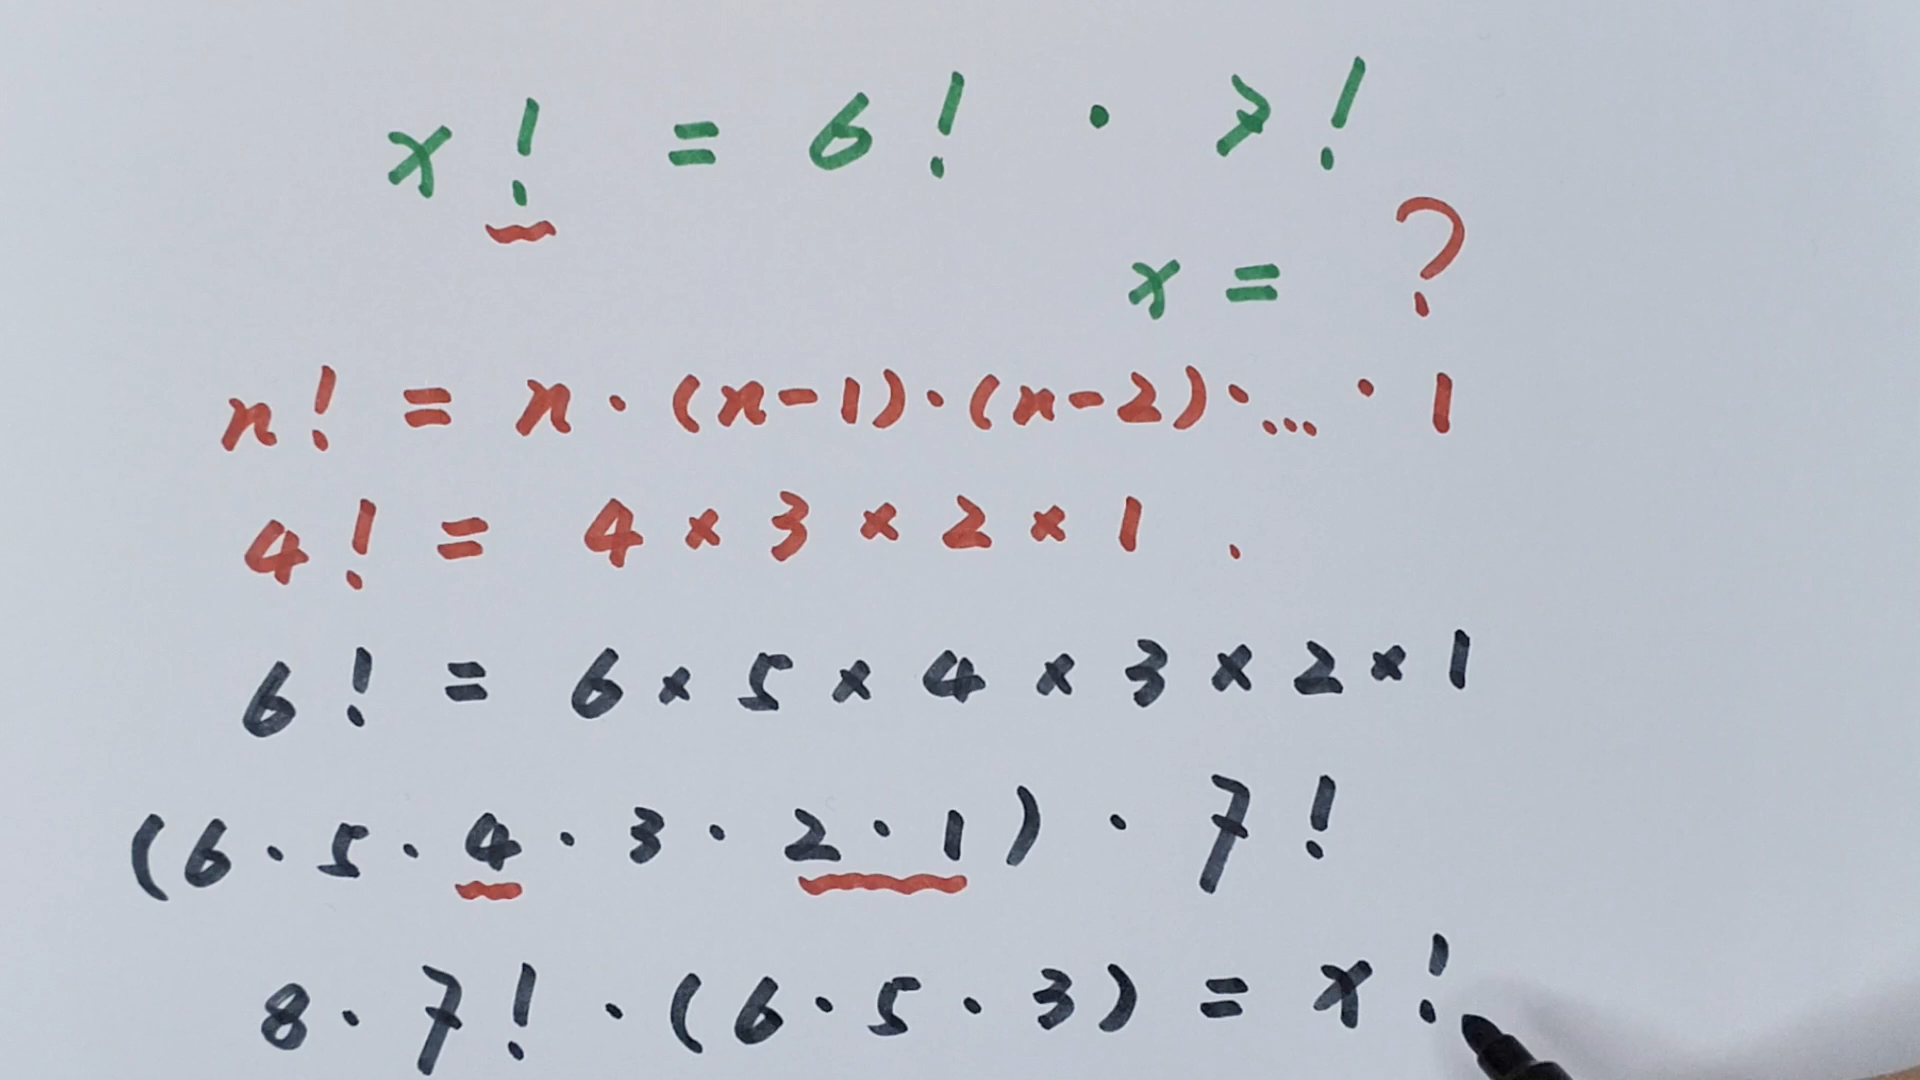 x! = 6! · 7!
x = ?
n! = n · (n-1) · (n-2) · ... · 1
4! = 4 × 3 × 2 × 1 .
6! = 6 × 5 × 4 × 3 × 2 × 1
(6 · 5 · 4 · 3 · 2 · 1) · 7!
8 · 7! · (6 · 5 · 3) = x!